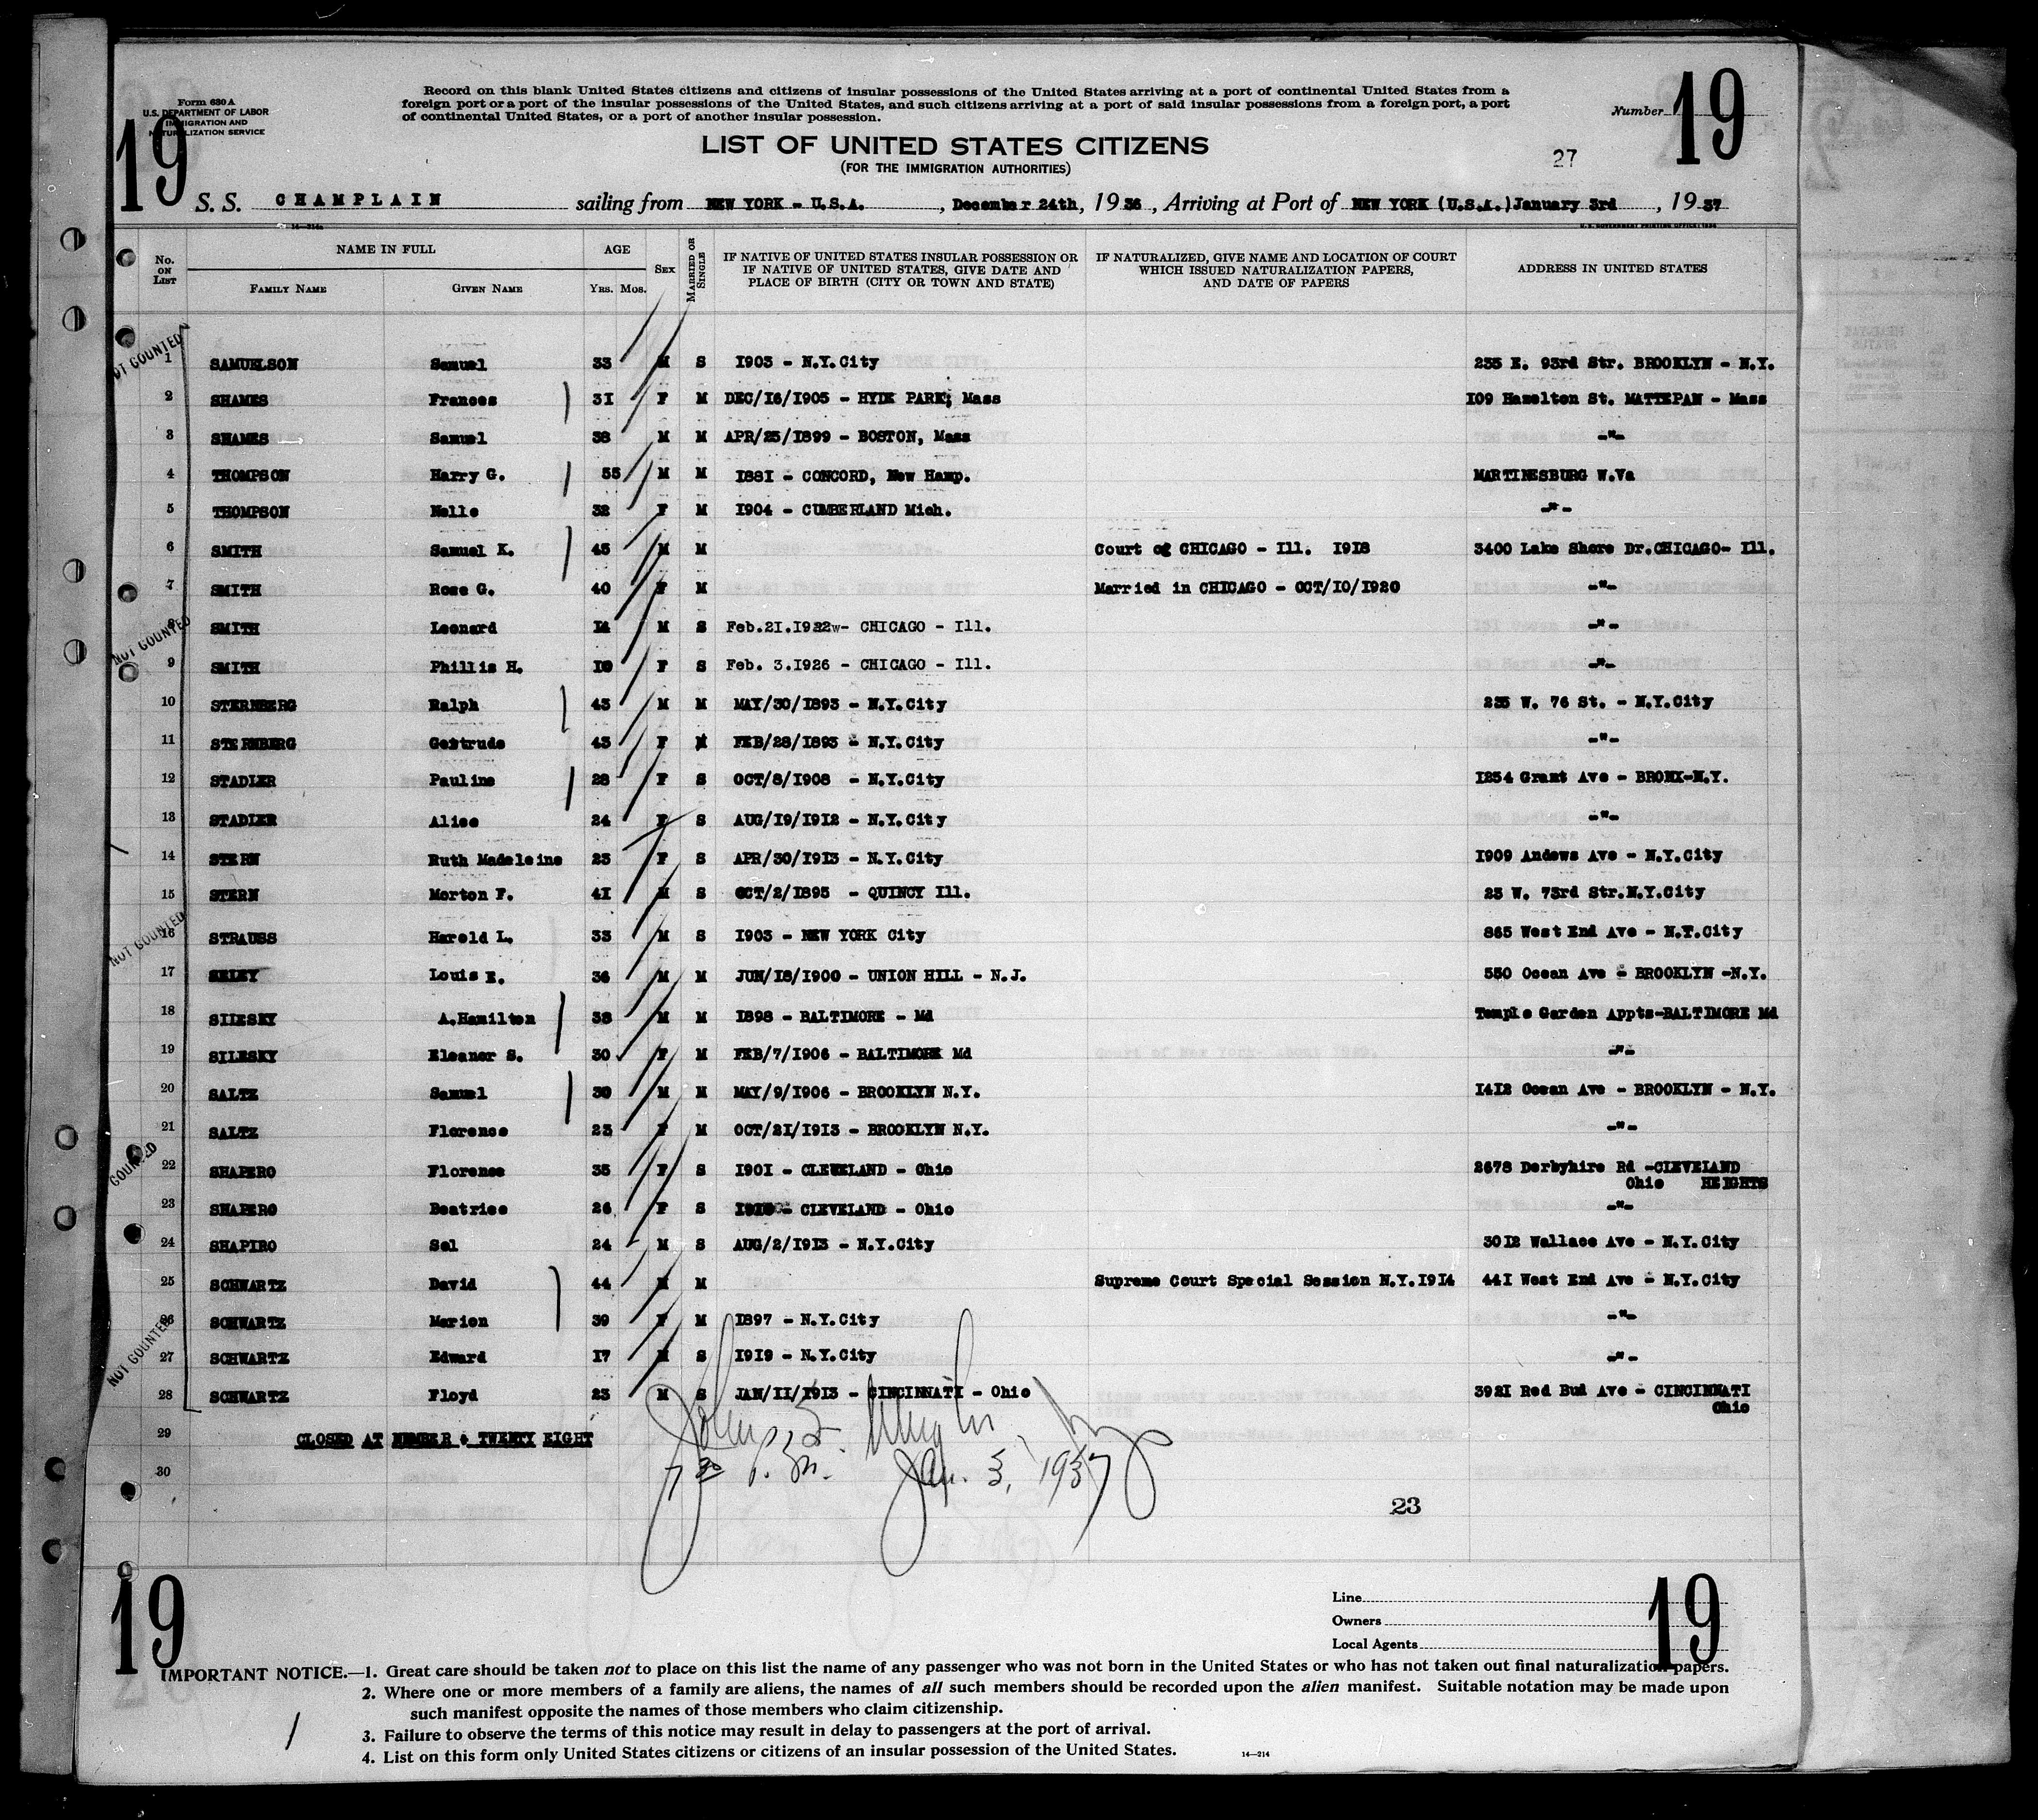 Form 630 A
U.S. DEPARTMENT OF LABOR
IMMIGRATION AND
NATURALIZATION SERVICE
Record on this blank United States citizens and citizens of insular possessions of the United States arriving at a port of continental United States from a
foreign port or a port of the insular possessions of the United States, and such citizens arriving at a port of said insular possessions from a foreign port, a port
of continental United States, or a port of another insular possession.
Number
19
19
LIST OF UNITED STATES CITIZENS
(FOR THE IMMIGRATION AUTHORITIES)
27
S. S. CHAMPLAIN sailing from NEW YORK - U.S.A. , December 24th, 1936, Arriving at Port of NEW YORK (U.S.A.) January 3rd , 1937
14-214a U. S. GOVERNMENT PRINTING OFFICE: 1936
No. ON LIST NAME IN FULL FAMILY NAME GIVEN NAME AGE YRS. MOS. SEX MARRIED OR SINGLE IF NATIVE OF UNITED STATES INSULAR POSSESSION OR IF NATIVE OF UNITED STATES, GIVE DATE AND PLACE OF BIRTH (CITY OR TOWN AND STATE) IF NATURALIZED, GIVE NAME AND LOCATION OF COURT WHICH ISSUED NATURALIZATION PAPERS, AND DATE OF PAPERS ADDRESS IN UNITED STATES
NOT COUNTED
1 SAMUELSON Samuel 33 M S 1903 - N.Y.City 235 E. 93rd Str. BROOKLYN - N.Y.
2 SHAMES Frances 31 F M DEC/16/1905 - HYDE PARK; Mass 109 Hazelton St. MATTEPAN - Mass
3 SHAMES Samuel 38 M M APR/25/1899 - BOSTON, Mass -"-
4 THOMPSON Harry G. 55 M M 1881 - CONCORD, New Hamp. MARTINESBURG W.Va
5 THOMPSON Nelle 32 F M 1904 - CUMBERLAND Mich. -"-
6 SMITH Samuel K. 45 M M Court of CHICAGO - Ill. 1918 3400 Lake Shore Dr.CHICAGO- Ill.
7 SMITH Rose G. 40 F M Married in CHICAGO - OCT/10/1920 -"-
NOT COUNTED
8 SMITH Leonard 14 M S Feb.21.1922w- CHICAGO - Ill. -"-
9 SMITH Phillis H. 10 F S Feb. 3.1926 - CHICAGO - Ill. -"-
10 STERNBERG Ralph 43 M M MAY/30/1893 - N.Y.City 235 W. 76 St. - N.Y.City
11 STERNBERG Gertrude 43 F M FEB/28/1893 - N.Y.City -"-
12 STADLER Pauline 28 F S OCT/8/1908 - N.Y.City 1254 Grant Ave - BRONX-N.Y.
13 STADLER Alice 24 F S AUG/19/1912 - N.Y.City -"-
14 STERN Ruth Madeleine 23 F S APR/30/1913 - N.Y.City 1909 Andews Ave - N.Y.City
15 STERN Morton F. 41 M S OCT/2/1895 - QUINCY Ill. 23 W. 73rd Str.N.Y.City
NOT COUNTED
16 STRAUSS Harold L. 33 M S 1903 - NEW YORK City 865 West End Ave - N.Y.City
17 Louis E. 36 M M JUN/18/1900 - UNION HILL - N.J. 550 Ocean Ave - BROOKLYN -N.Y.
18 SILESKY A.Hamilton 38 M M 1898 - BALTIMORE - Md Temple Garden Appts-BALTIMORE Md
19 SILESKY Eleanor S. 30 F M FEB/7/1906 - BALTIMORE Md -"-
20 SALTZ Samuel 30 M M MAY/9/1906 - BROOKLYN N.Y. 1412 Ocean Ave - BROOKLYN - N.Y.
21 SALTZ Florence 23 F M OCT/21/1913 - BROOKLYN N.Y. -"-
COUNTED
22 SHAPERO Florence 35 F S 1901 - CLEVELAND - Ohio 2678 Derbyhire Rd -CLEVELAND
Ohio HEIGHTS
23 SHAPERO Beatrice 26 F S - CLEVELAND - Ohio -"-
24 SHAPIRO Sol 24 M S AUG/2/1913 - N.Y.City 3012 Wallace Ave - N.Y.City
25 SCHWARTZ David 44 M M Supreme Court Special Session N.Y.1914 441 West End Ave - N.Y.City
26 SCHWARTZ Marion 39 F M 1897 - N.Y.City -"-
NOT COUNTED
27 SCHWARTZ Edward 17 M S 1919 - N.Y.City -"-
28 SCHWARTZ Floyd 23 M S JAN/11/1913 - CINCINNATI - Ohio 3921 Red Bud Ave - CINCINNATI
Ohio
29 CLOSED AT NUMBER : TWENTY EIGHT
30
Jan. 3, 1937
23
19
19
Line
Owners
Local Agents
IMPORTANT NOTICE.—1. Great care should be taken not to place on this list the name of any passenger who was not born in the United States or who has not taken out final naturalization papers.
2. Where one or more members of a family are aliens, the names of all such members should be recorded upon the alien manifest. Suitable notation may be made upon
such manifest opposite the names of those members who claim citizenship.
3. Failure to observe the terms of this notice may result in delay to passengers at the port of arrival.
4. List on this form only United States citizens or citizens of an insular possession of the United States.
14—214